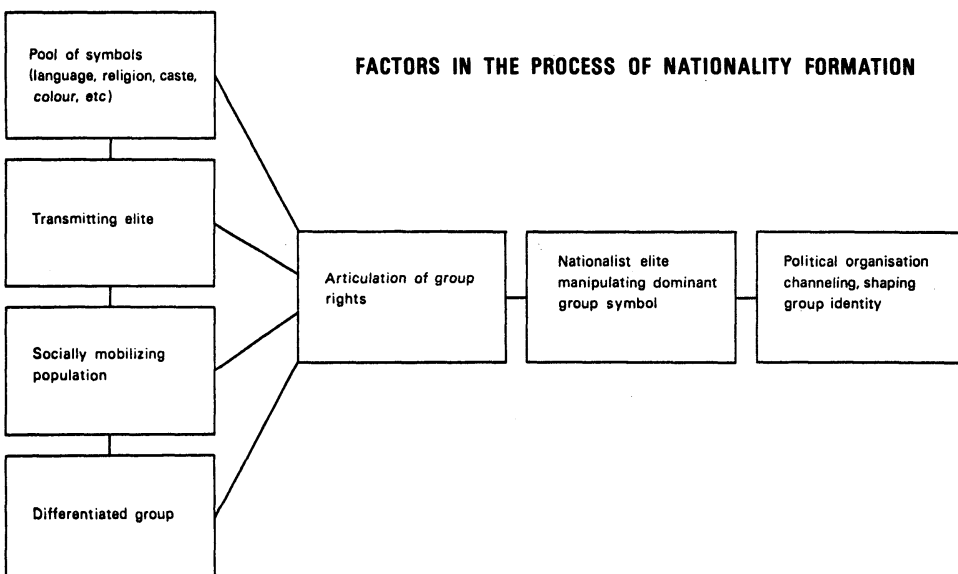 FACTORS IN THE PROCESS OF NATIONALITY FORMATION
Pool of symbols
(language, religion, caste,
colour, etc)
Transmitting elite
Socially mobilizing
population
Differentiated group
Articulation of group
rights
Nationalist elite
manipulating dominant
group symbol
Political organisation
channeling, shaping
group identity